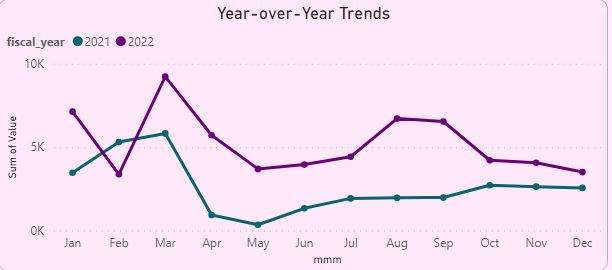 Year-over-Year Trends
fiscal_year 2021 2022
10K
5K
0K
Sum of Value
Jan Feb Mar Apr May Jun Jul Aug Sep Oct Nov Dec
mmm